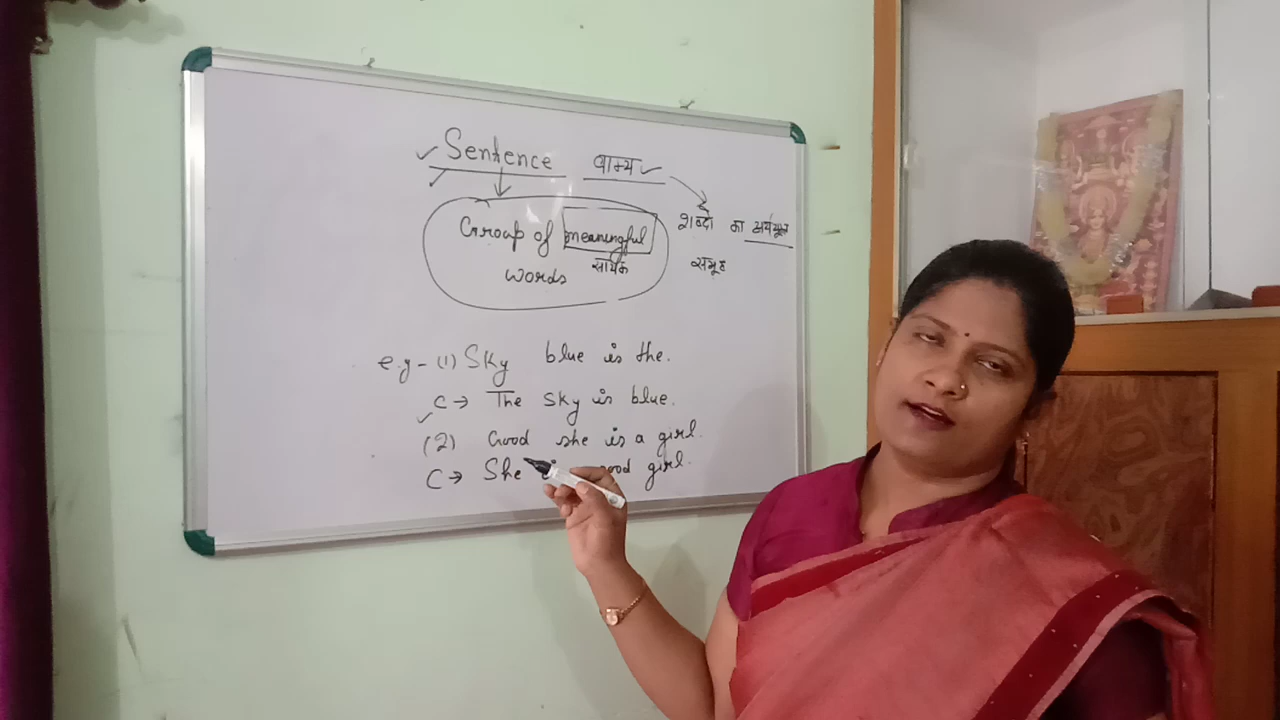 Sentence वाक्य
Group of meaningful
words सार्थक
शब्दों का अर्थपूर्ण
समूह
e.g - (1) Sky blue is the.
C → The sky is blue.
(2) Good she is a girl.
C → She good girl.